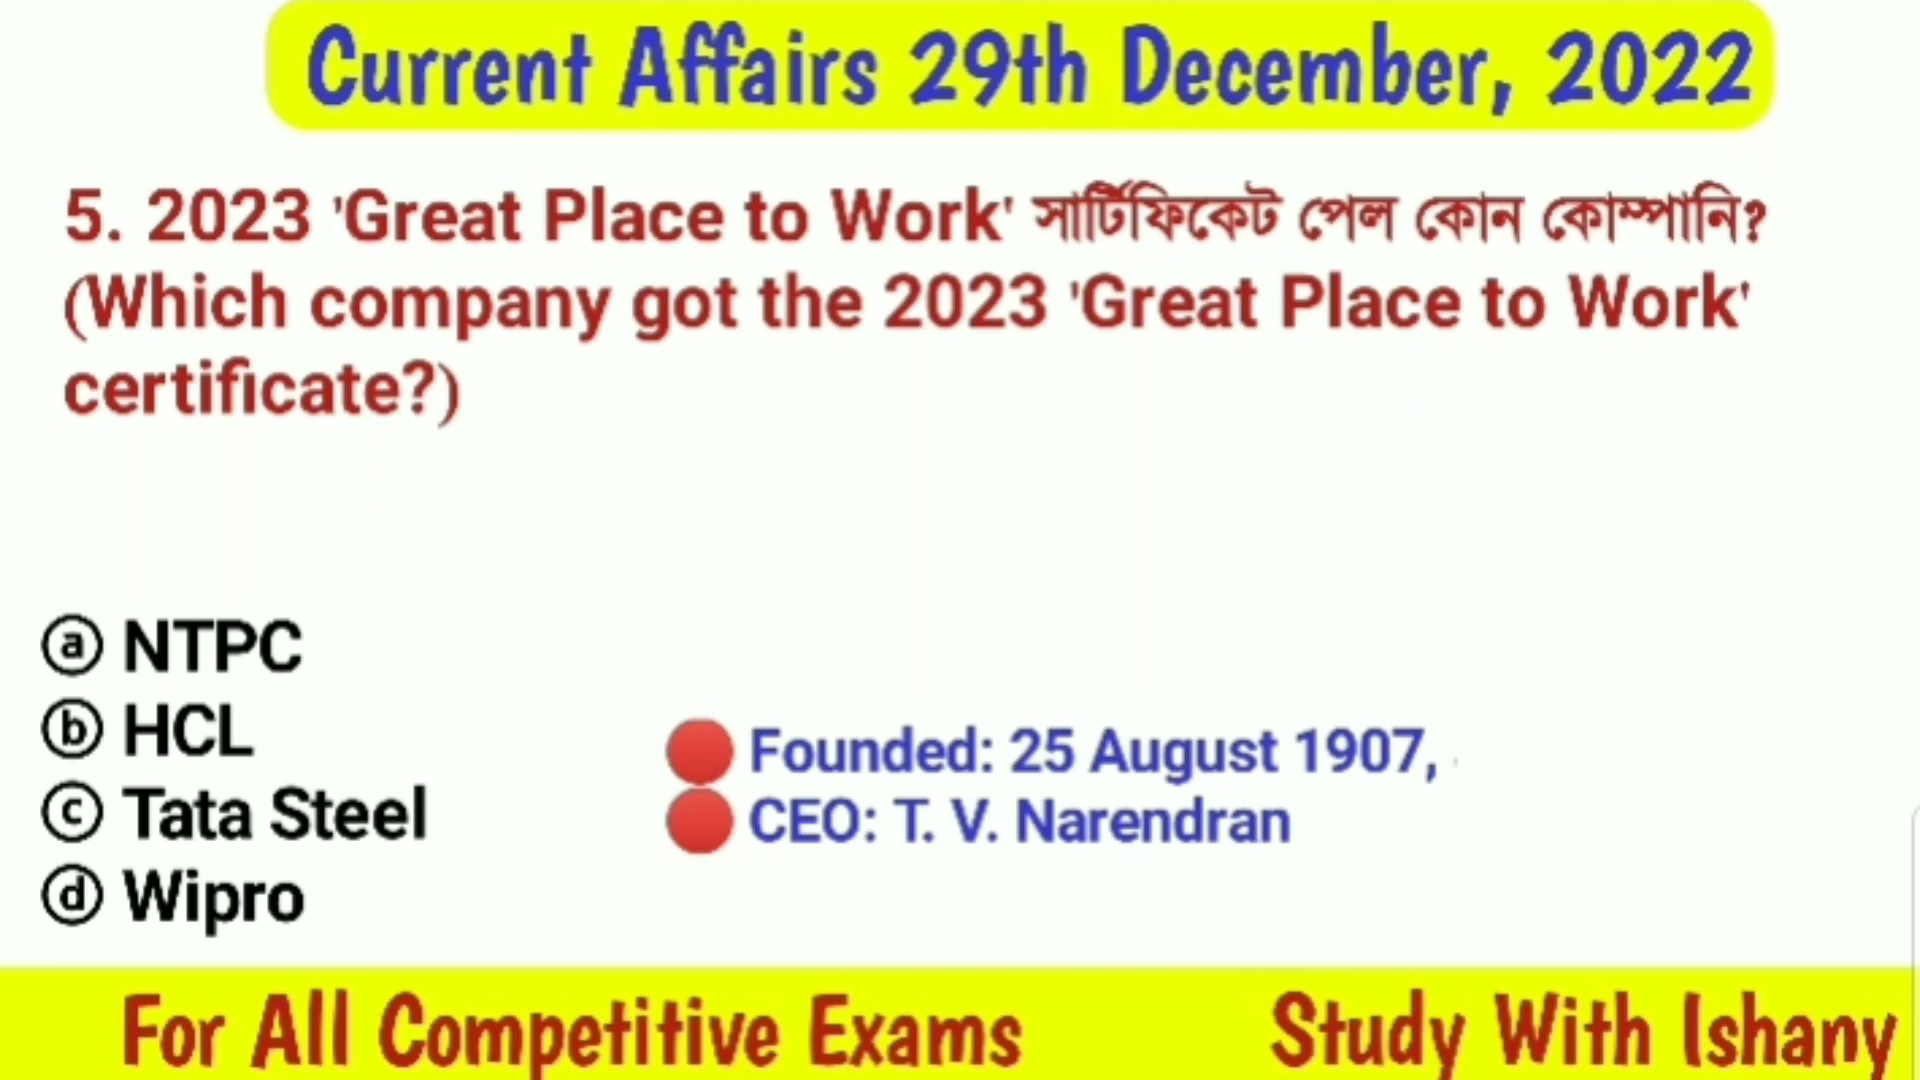 Current Affairs 29th December, 2022
5. 2023 'Great Place to Work' সার্টিফিকেট পেল কোন কোম্পানি?
(Which company got the 2023 'Great Place to Work'
certificate?)
ⓐ NTPC
ⓑ HCL
ⓒ Tata Steel
ⓓ Wipro
Founded: 25 August 1907,
CEO: T. V. Narendran
For All Competitive Exams
Study With Ishany